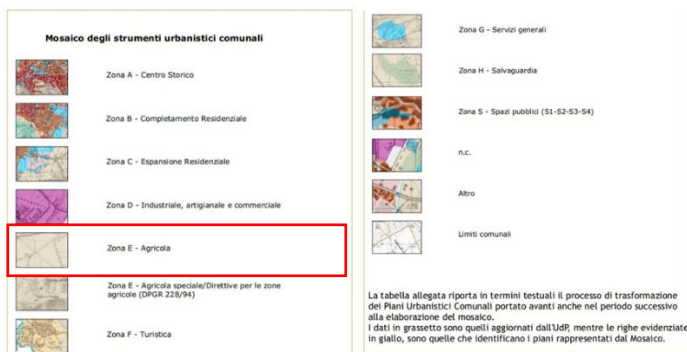 Mosaico degli strumenti urbanistici comunali
Zona A - Centro Storico
Zona B - Completamento Residenziale
Zona C - Espansione Residenziale
Zona D - Industriale, artigianale e commerciale
Zona E - Agricola
Zona E - Agricola speciale/Direttive per le zone
agricole (DPGR 228/94)
Zona F - Turistica
Zona G - Servizi generali
Zona H - Salvaguardia
Zona S - Spazi pubblici (S1-S2-S3-S4)
n.c.
Altro
Limiti comunali
La tabella allegata riporta in termini testuali il processo di trasformazione
dei Piani Urbanistici Comunali portato avanti anche nel periodo successivo
alla elaborazione del mosaico.
I dati in grassetto sono quelli aggiornati dall'UdP, mentre le righe evidenziate
in giallo, sono quelle che identificano i piani rappresentati dal Mosaico.